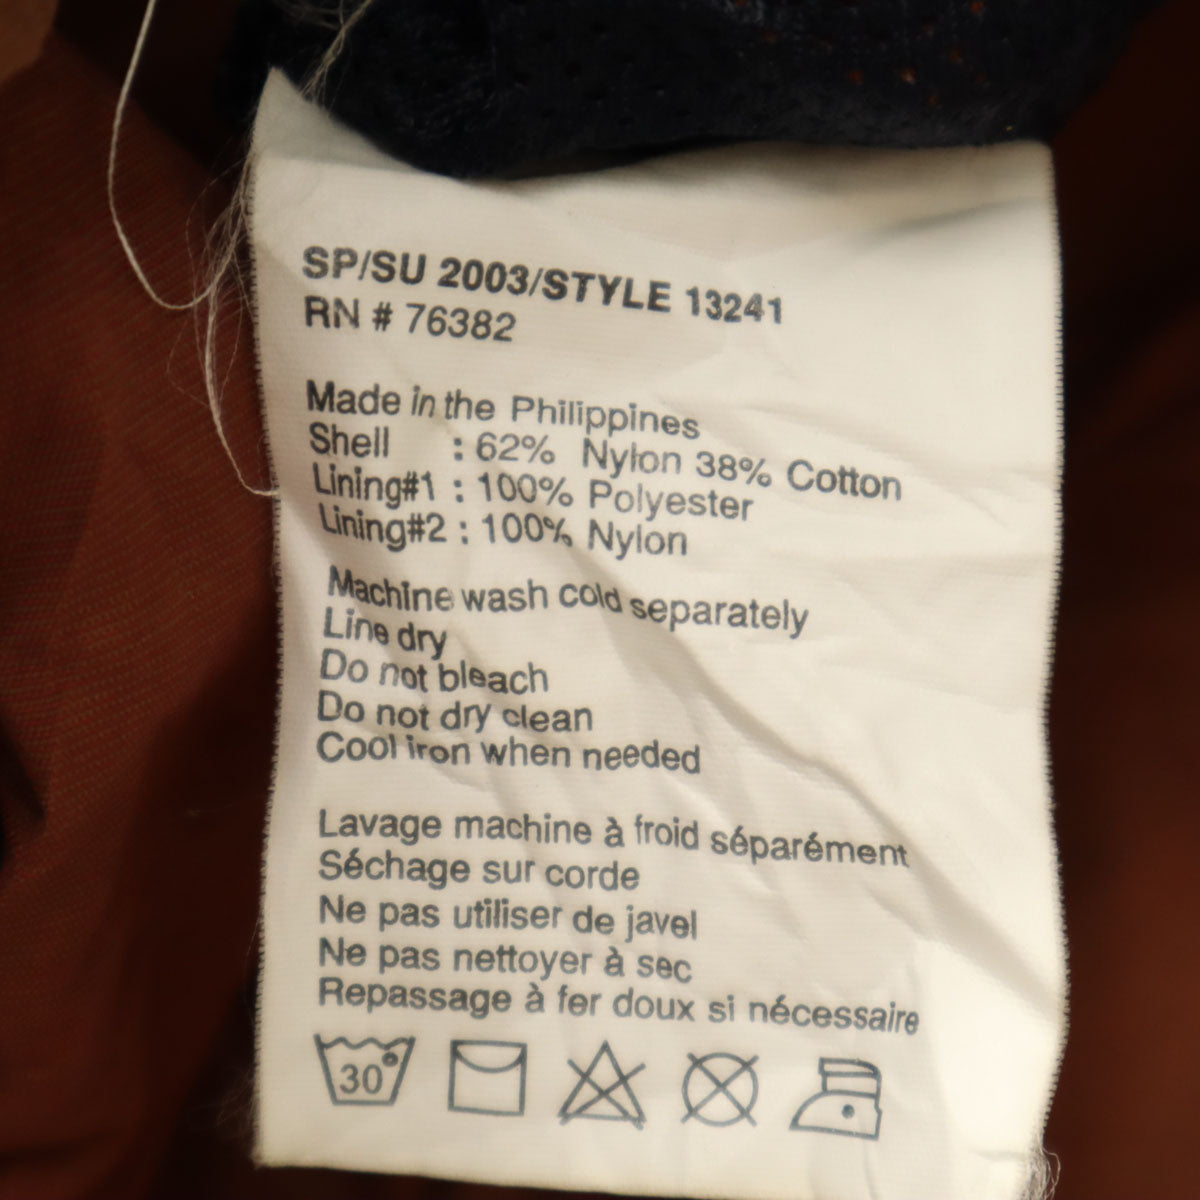 SP/SU 2003/STYLE 13241
RN # 76382
Made in the Philippines
Shell : 62% Nylon 38% Cotton
Lining#1 : 100% Polyester
Lining#2 : 100% Nylon
Machine wash cold separately
Line dry
Do not bleach
Do not dry clean
Cool iron when needed
Lavage machine à froid séparément
Séchage sur corde
Ne pas utiliser de javel
Ne pas nettoyer à sec
Repassage à fer doux si nécessaire
30°